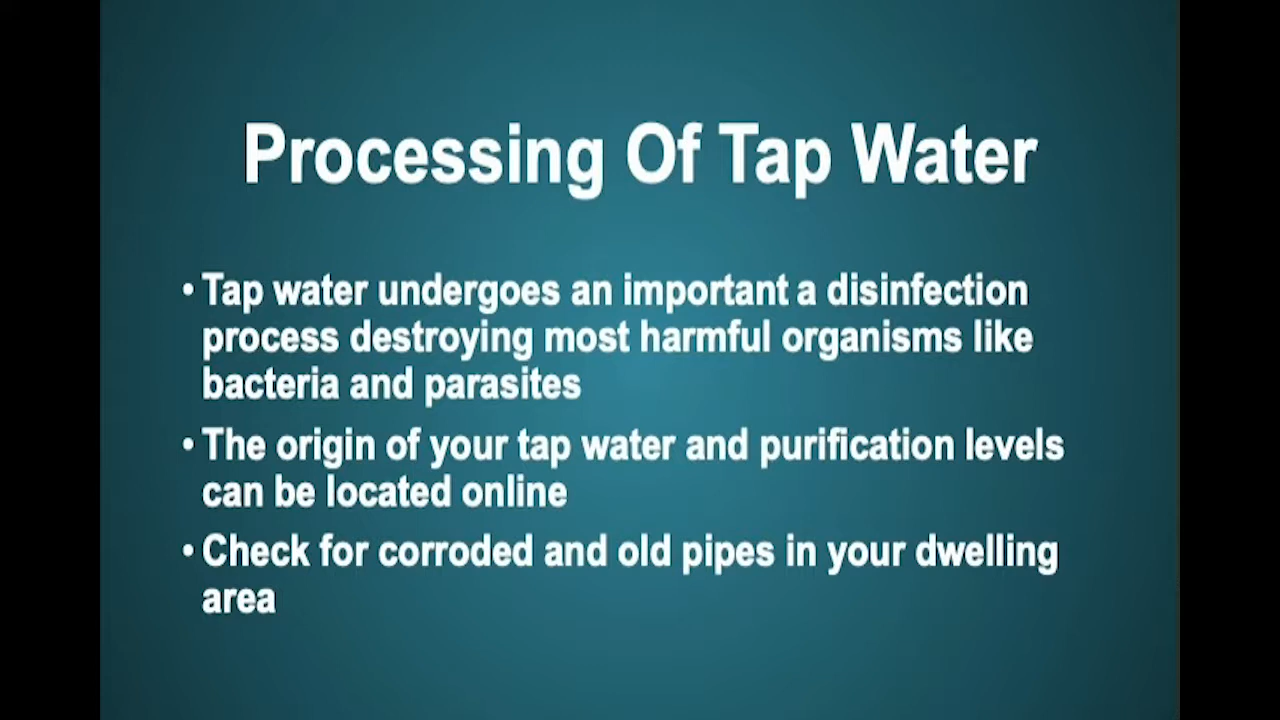 Processing Of Tap Water
• Tap water undergoes an important a disinfection
process destroying most harmful organisms like
bacteria and parasites
• The origin of your tap water and purification levels
can be located online
• Check for corroded and old pipes in your dwelling
area